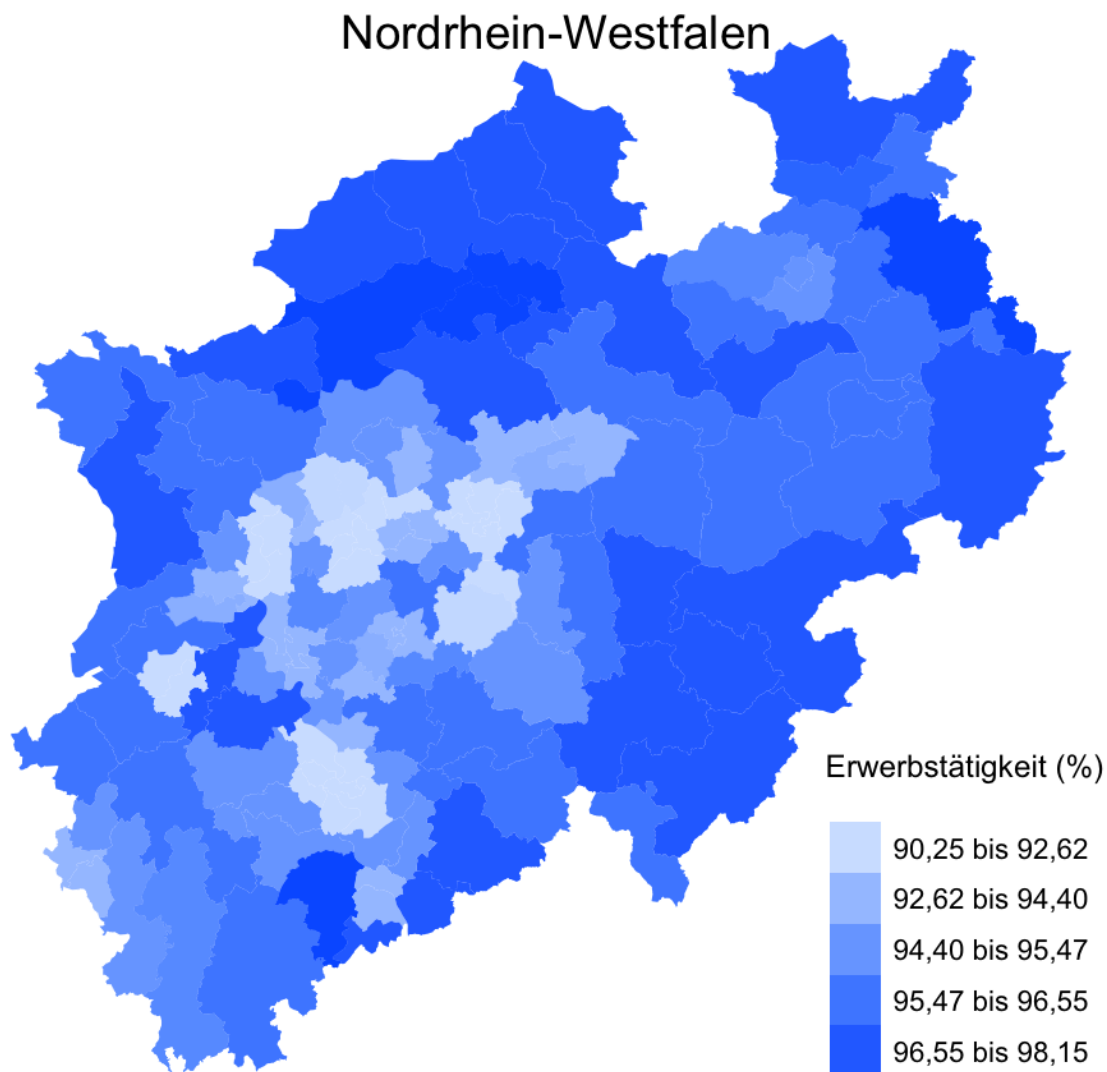 Nordrhein-Westfalen
Erwerbstätigkeit (%)
90,25 bis 92,62
92,62 bis 94,40
94,40 bis 95,47
95,47 bis 96,55
96,55 bis 98,15